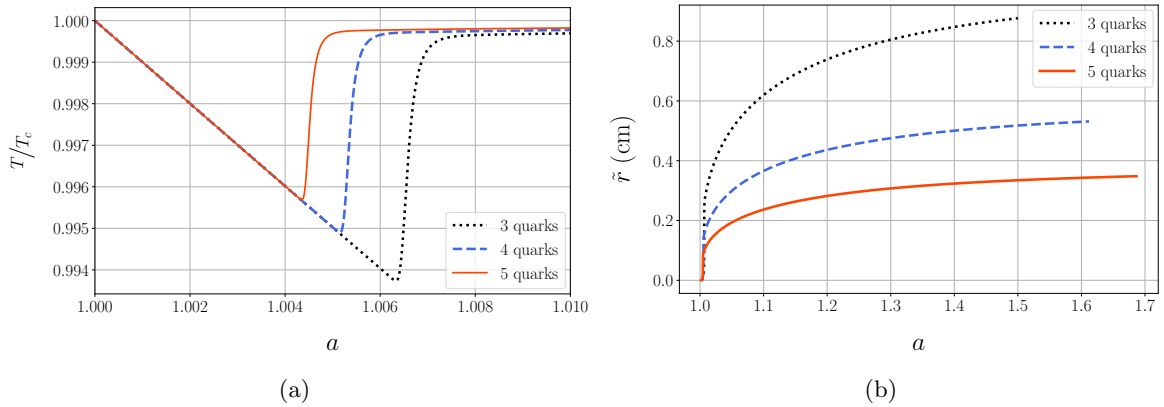 1.000
0.999
0.998
0.997
0.996
0.995
0.994
T/T_c
1.000 1.002 1.004 1.006 1.008 1.010
a
3 quarks
4 quarks
5 quarks
(a)
0.8
0.6
0.4
0.2
0.0
r̃ (cm)
1.0 1.1 1.2 1.3 1.4 1.5 1.6 1.7
a
3 quarks
4 quarks
5 quarks
(b)